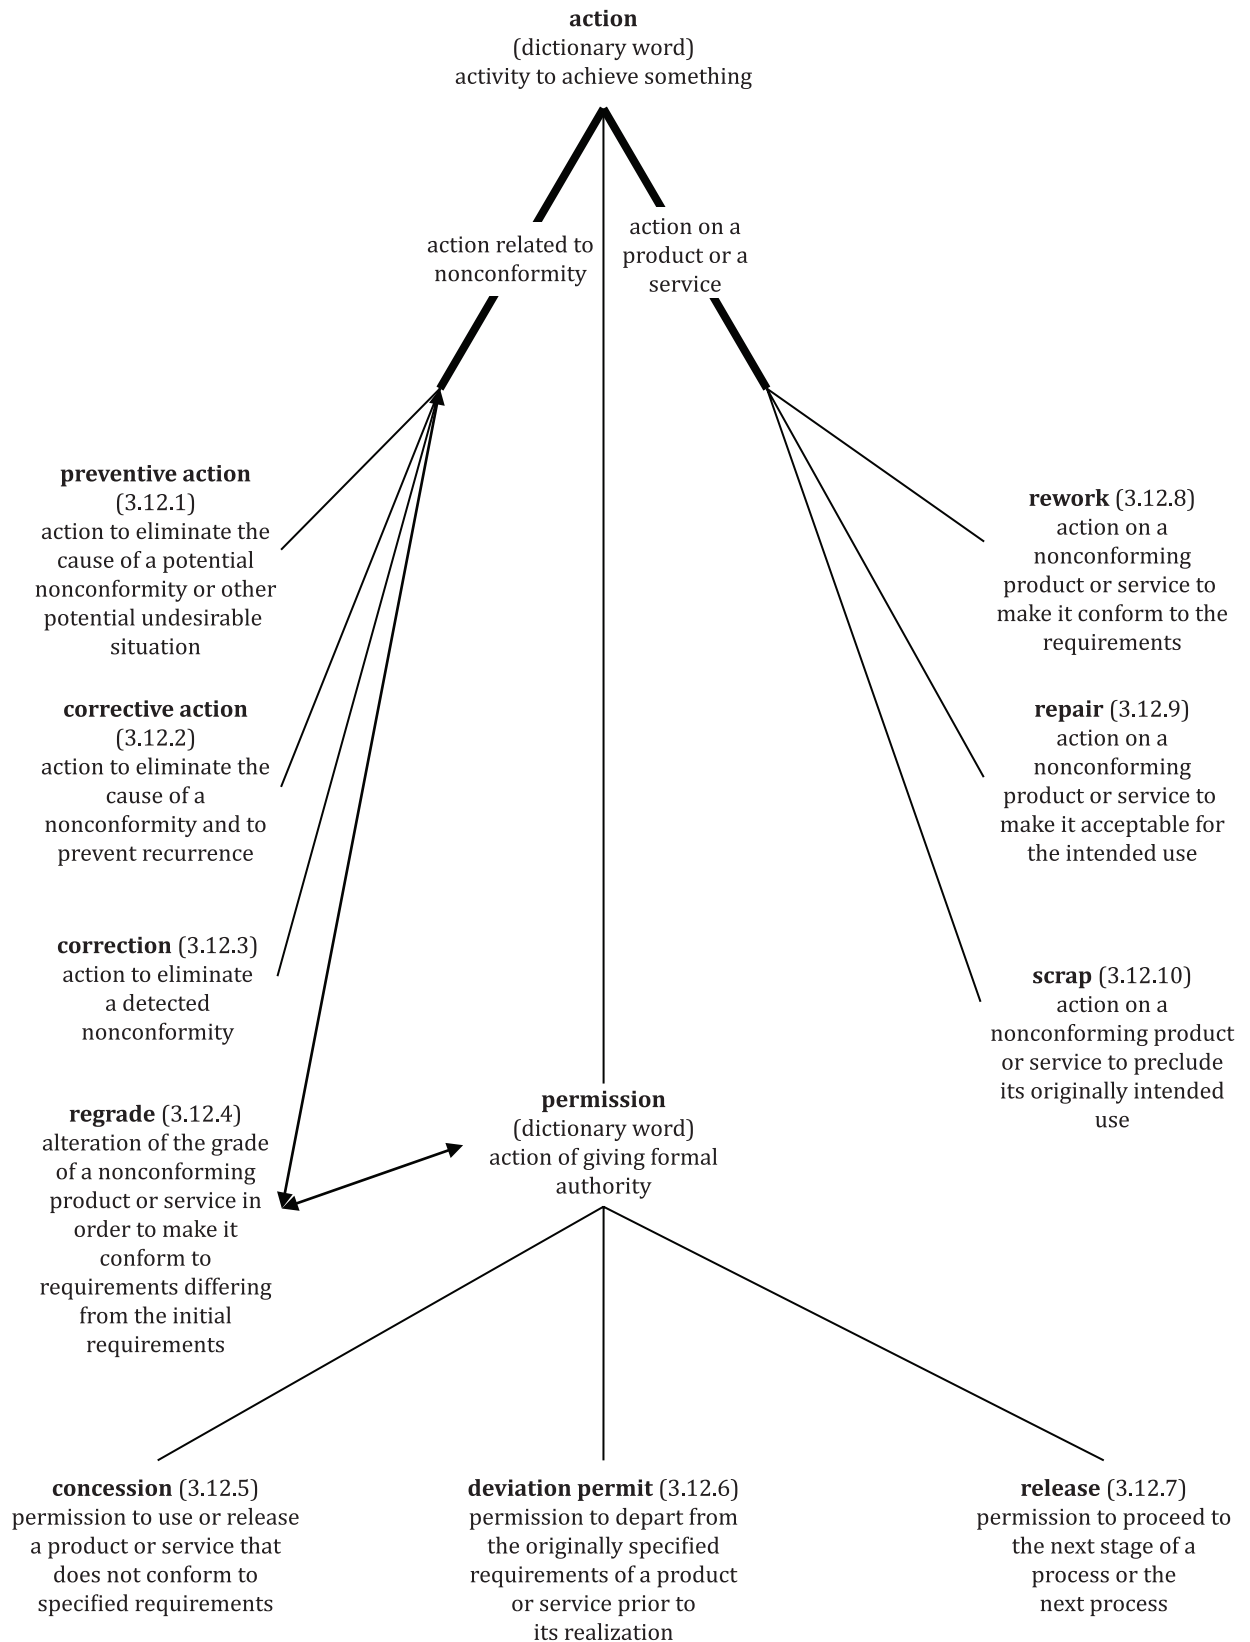 action
(dictionary word)
activity to achieve something
action related to
nonconformity
action on a
product or a
service
preventive action
(3.12.1)
action to eliminate the
cause of a potential
nonconformity or other
potential undesirable
situation
corrective action
(3.12.2)
action to eliminate the
cause of a
nonconformity and to
prevent recurrence
correction (3.12.3)
action to eliminate
a detected
nonconformity
regrade (3.12.4)
alteration of the grade
of a nonconforming
product or service in
order to make it
conform to
requirements differing
from the initial
requirements
rework (3.12.8)
action on a
nonconforming
product or service to
make it conform to the
requirements
repair (3.12.9)
action on a
nonconforming
product or service to
make it acceptable for
the intended use
scrap (3.12.10)
action on a
nonconforming product
or service to preclude
its originally intended
use
permission
(dictionary word)
action of giving formal
authority
concession (3.12.5)
permission to use or release
a product or service that
does not conform to
specified requirements
deviation permit (3.12.6)
permission to depart from
the originally specified
requirements of a product
or service prior to
its realization
release (3.12.7)
permission to proceed to
the next stage of a
process or the
next process